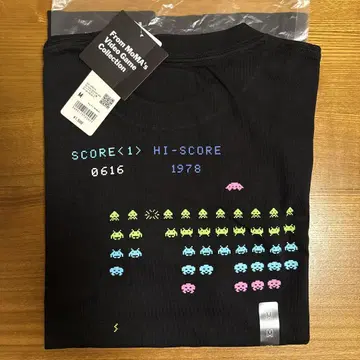 From MoMA's
Video Game
Collection
M
SCORE<1> HI-SCORE
0616 1978